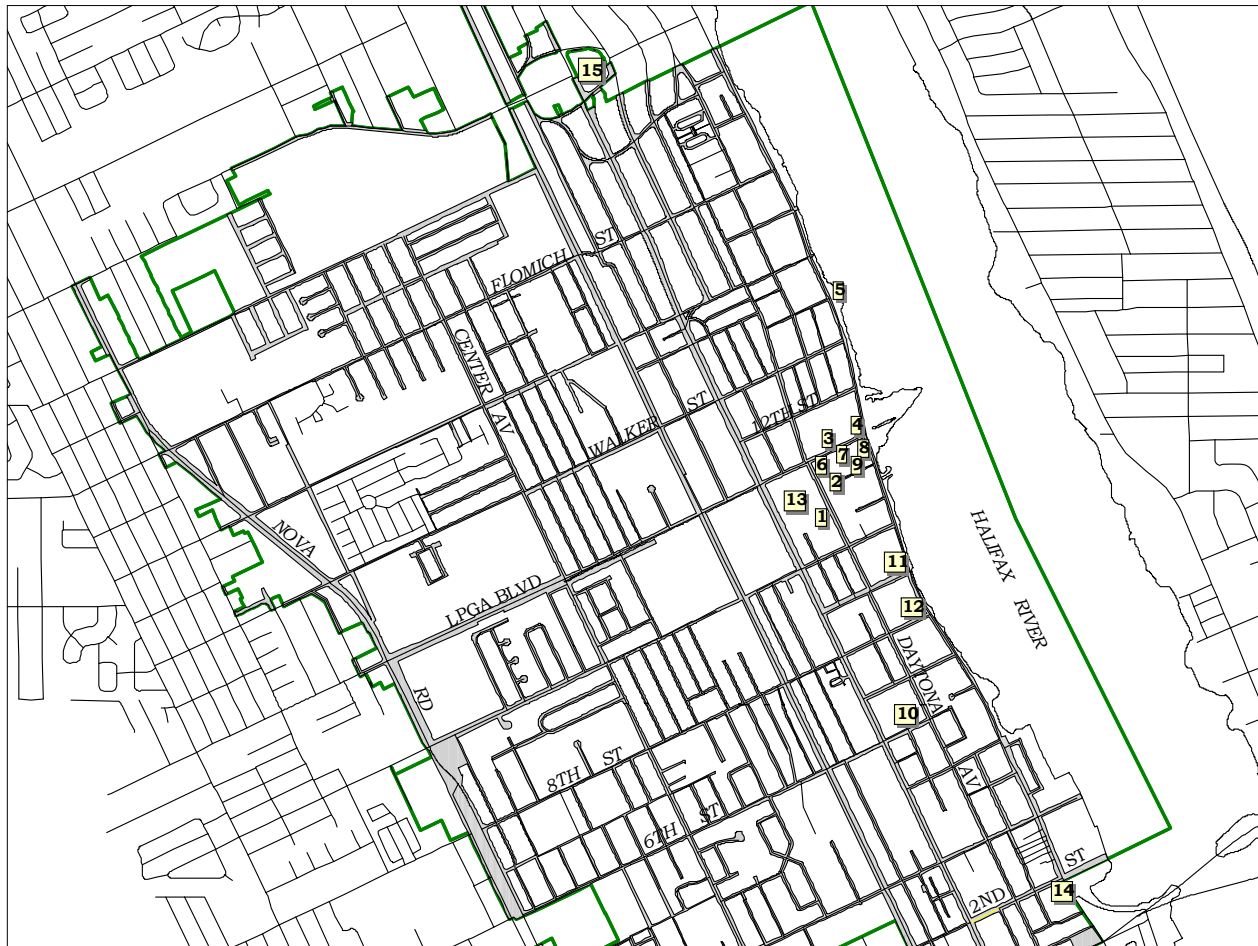 15
FLOMICH ST
5
CENTER AV
WALKER ST
12TH ST
4
3
8
7
6
9
2
13
1
NOVA RD
HALIFAX RIVER
11
LPGA BLVD
12
DAYTONA AV
10
8TH ST
6TH ST
2ND ST
14